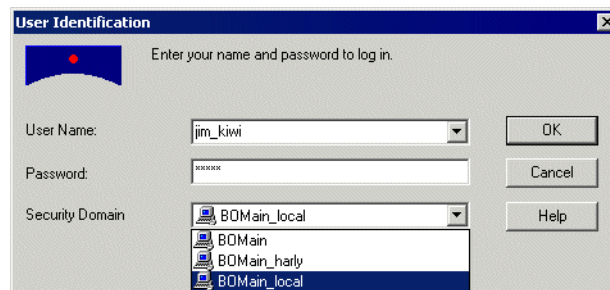 User Identification
Enter your name and password to log in.
User Name:
jim_kiwi
OK
Password:
×××××
Cancel
Security Domain
BOMain_local
Help
BOMain
BOMain_harly
BOMain_local